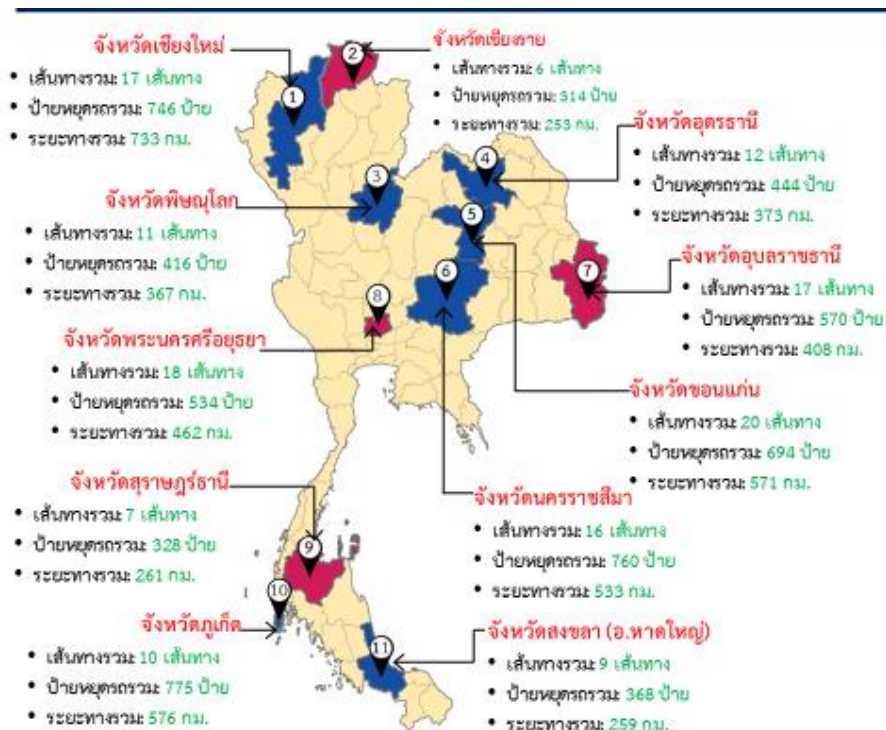 จังหวัดเชียงใหม่
• เส้นทางรวม: 17 เส้นทาง
• ป้ายหยุดรถรวม: 746 ป้าย
• ระยะทางรวม: 733 กม.
จังหวัดเชียงราย
• เส้นทางรวม: 6 เส้นทาง
• ป้ายหยุดรถรวม: 314 ป้าย
• ระยะทางรวม: 253 กม.
จังหวัดอุดรธานี
• เส้นทางรวม: 12 เส้นทาง
• ป้ายหยุดรถรวม: 444 ป้าย
• ระยะทางรวม: 373 กม.
จังหวัดพิษณุโลก
• เส้นทางรวม: 11 เส้นทาง
• ป้ายหยุดรถรวม: 416 ป้าย
• ระยะทางรวม: 367 กม.
จังหวัดอุบลราชธานี
• เส้นทางรวม: 17 เส้นทาง
• ป้ายหยุดรถรวม: 570 ป้าย
• ระยะทางรวม: 408 กม.
จังหวัดพระนครศรีอยุธยา
• เส้นทางรวม: 18 เส้นทาง
• ป้ายหยุดรถรวม: 534 ป้าย
• ระยะทางรวม: 462 กม.
จังหวัดขอนแก่น
• เส้นทางรวม: 20 เส้นทาง
• ป้ายหยุดรถรวม: 694 ป้าย
• ระยะทางรวม: 571 กม.
จังหวัดสุราษฎร์ธานี
• เส้นทางรวม: 7 เส้นทาง
• ป้ายหยุดรถรวม: 328 ป้าย
• ระยะทางรวม: 261 กม.
จังหวัดนครราชสีมา
• เส้นทางรวม: 16 เส้นทาง
• ป้ายหยุดรถรวม: 760 ป้าย
• ระยะทางรวม: 533 กม.
จังหวัดภูเก็ต
• เส้นทางรวม: 10 เส้นทาง
• ป้ายหยุดรถรวม: 775 ป้าย
• ระยะทางรวม: 576 กม.
จังหวัดสงขลา (อ.หาดใหญ่)
• เส้นทางรวม: 9 เส้นทาง
• ป้ายหยุดรถรวม: 368 ป้าย
• ระยะทางรวม: 259 กม.
1
2
3
4
5
6
7
8
9
10
11